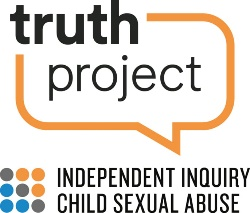 truth
project
INDEPENDENT INQUIRY
CHILD SEXUAL ABUSE